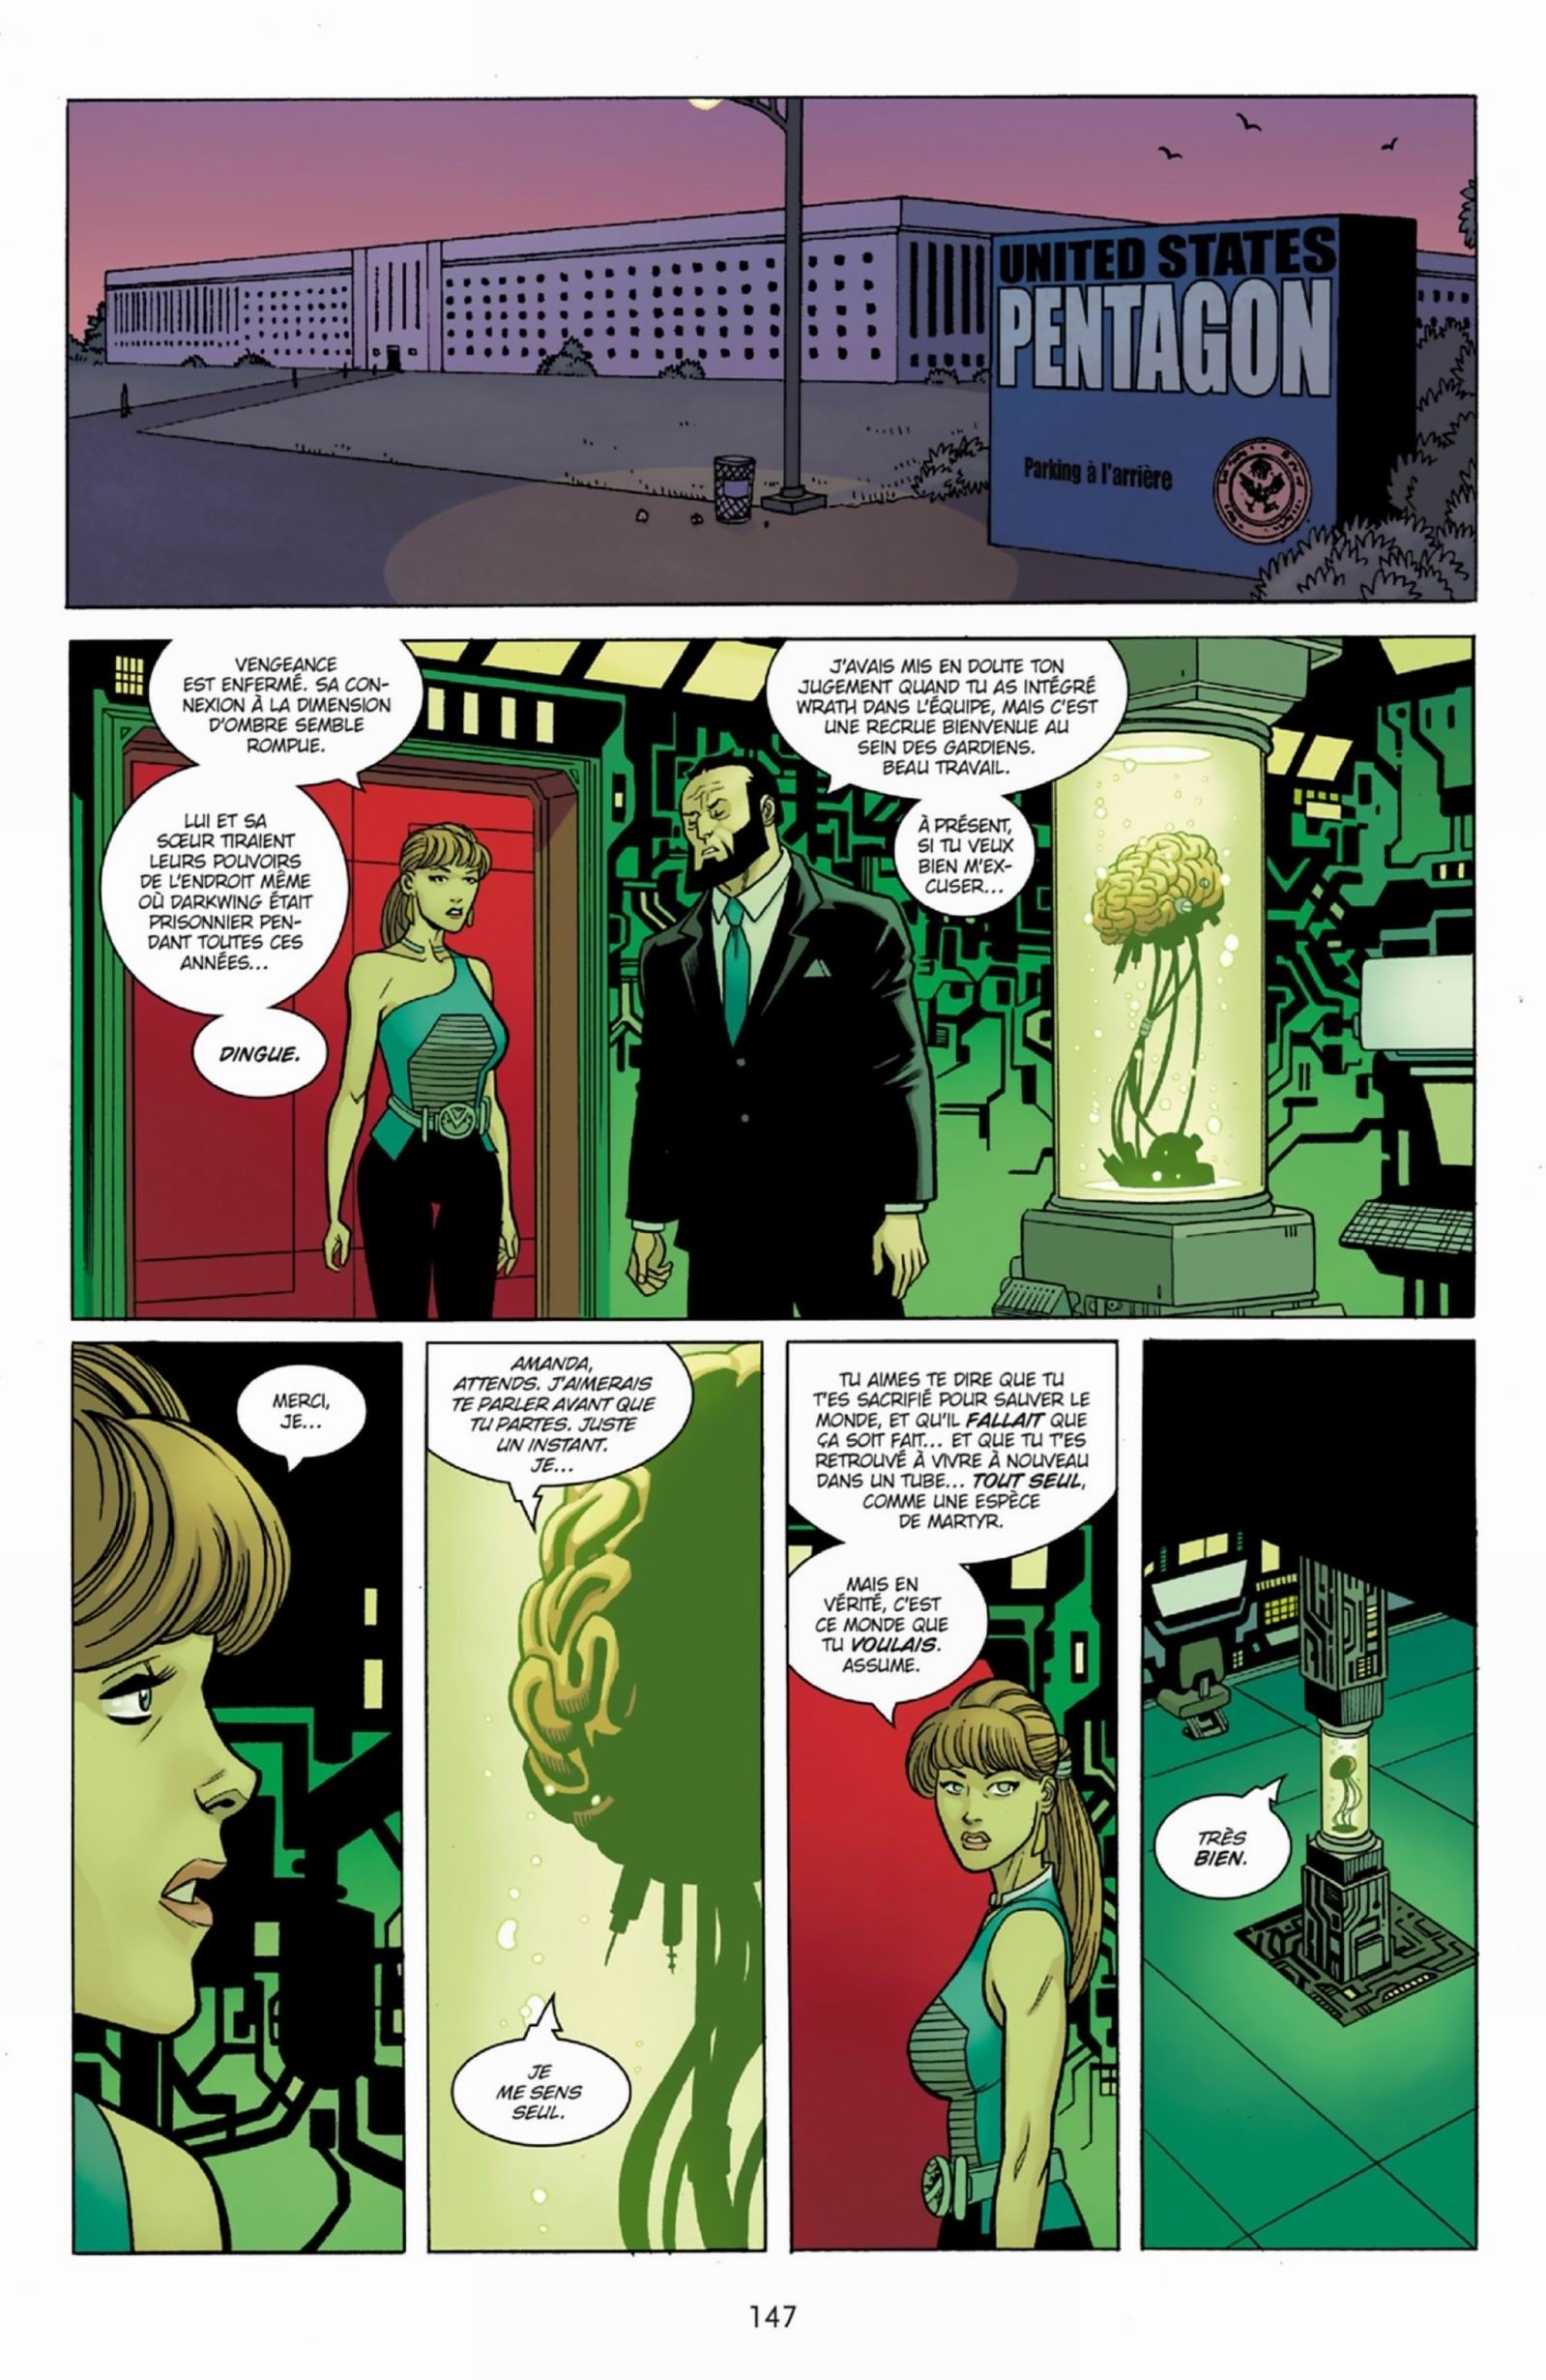 UNITED STATES
PENTAGON
Parking à l'arrière
VENGEANCE
EST ENFERMÉ. SA CON-
NEXION À LA DIMENSION
D'OMBRE SEMBLE
ROMPUE.
LUI ET SA
SŒUR TIRAIENT
LEURS POUVOIRS
DE L'ENDROIT MÊME
OÙ DARKWING ÉTAIT
PRISONNIER PEN-
DANT TOUTES CES
ANNÉES...
DINGUE.
J'AVAIS MIS EN DOUTE TON
JUGEMENT QUAND TU AS INTÉGRÉ
WRATH DANS L'ÉQUIPE, MAIS C'EST
UNE RECRUE BIENVENUE AU
SEIN DES GARDIENS.
BEAU TRAVAIL.
À PRÉSENT,
SI TU VEUX
BIEN M'EX-
CUSER...
MERCI,
JE...
AMANDA,
ATTENDS. J'AIMERAIS
TE PARLER AVANT QUE
TU PARTES. JUSTE
UN INSTANT.
JE...
JE
ME SENS
SEUL.
TU AIMES TE DIRE QUE TU
T'ES SACRIFIÉ POUR SAUVER LE
MONDE, ET QU'IL FALLAIT QUE
ÇA SOIT FAIT... ET QUE TU T'ES
RETROUVÉ À VIVRE À NOUVEAU
DANS UN TUBE... TOUT SEUL,
COMME UNE ESPÈCE
DE MARTYR.
MAIS EN
VÉRITÉ, C'EST
CE MONDE QUE
TU VOULAIS.
ASSUME.
TRÈS
BIEN.
147